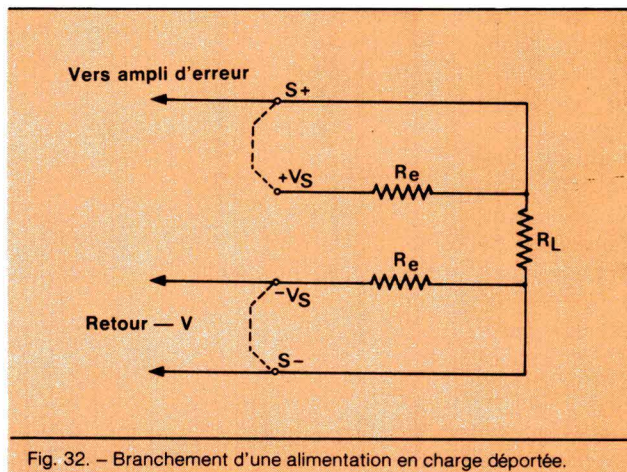 Vers ampli d'erreur
S+
+VS
Re
RL
Re
−VS
Retour — V
S−
Fig. 32. – Branchement d'une alimentation en charge déportée.